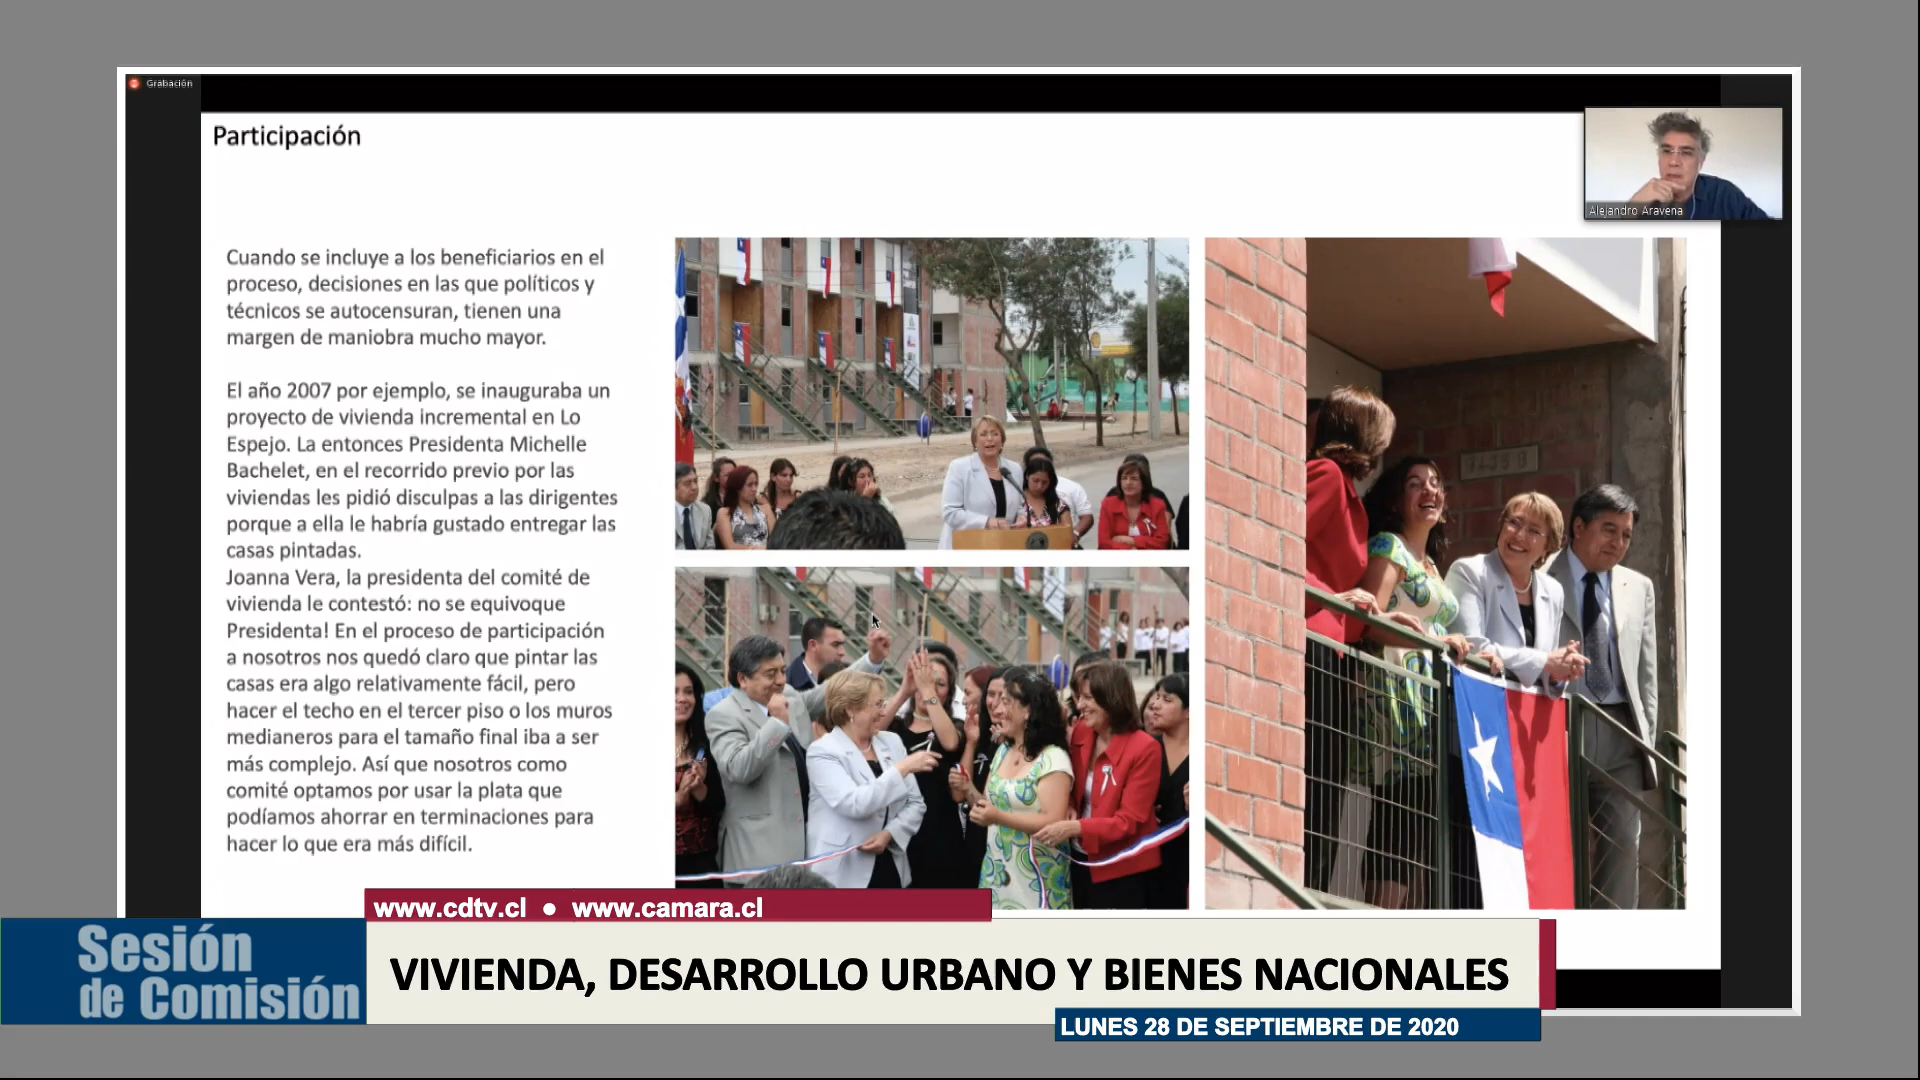 Grabación
Participación
Alejandro Aravena
Cuando se incluye a los beneficiarios en el
proceso, decisiones en las que políticos y
técnicos se autocensuran, tienen una
margen de maniobra mucho mayor.
El año 2007 por ejemplo, se inauguraba un
proyecto de vivienda incremental en Lo
Espejo. La entonces Presidenta Michelle
Bachelet, en el recorrido previo por las
viviendas les pidió disculpas a las dirigentes
porque a ella le habría gustado entregar las
casas pintadas.
Joanna Vera, la presidenta del comité de
vivienda le contestó: no se equivoque
Presidenta! En el proceso de participación
a nosotros nos quedó claro que pintar las
casas era algo relativamente fácil, pero
hacer el techo en el tercer piso o los muros
medianeros para el tamaño final iba a ser
más complejo. Así que nosotros como
comité optamos por usar la plata que
podíamos ahorrar en terminaciones para
hacer lo que era más difícil.
www.cdtv.cl ● www.camara.cl
Sesión
de Comisión
VIVIENDA, DESARROLLO URBANO Y BIENES NACIONALES
LUNES 28 DE SEPTIEMBRE DE 2020